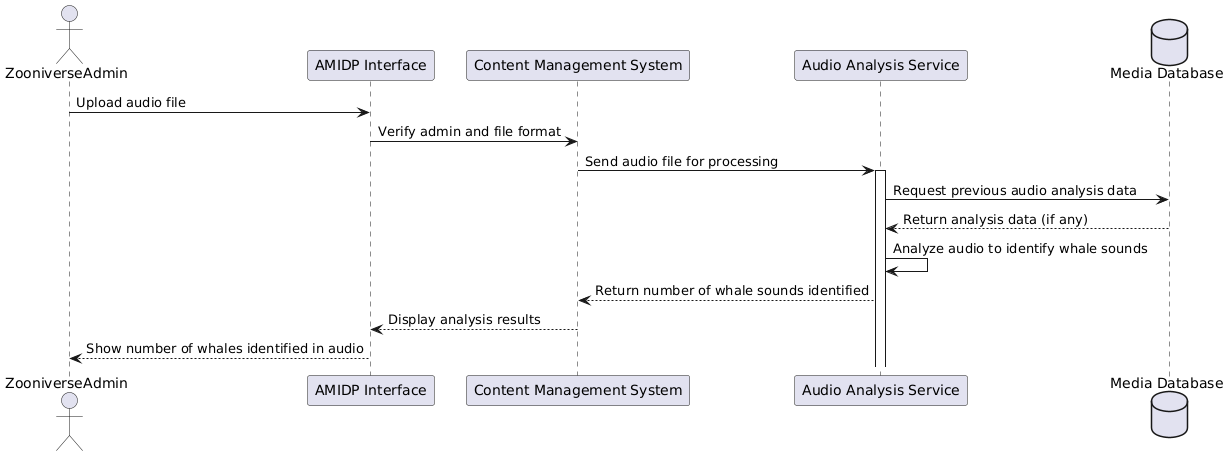 ZooniverseAdmin
AMIDP Interface
Content Management System
Audio Analysis Service
Media Database
Upload audio file
Verify admin and file format
Send audio file for processing
Request previous audio analysis data
Return analysis data (if any)
Analyze audio to identify whale sounds
Return number of whale sounds identified
Display analysis results
Show number of whales identified in audio
ZooniverseAdmin
AMIDP Interface
Content Management System
Audio Analysis Service
Media Database